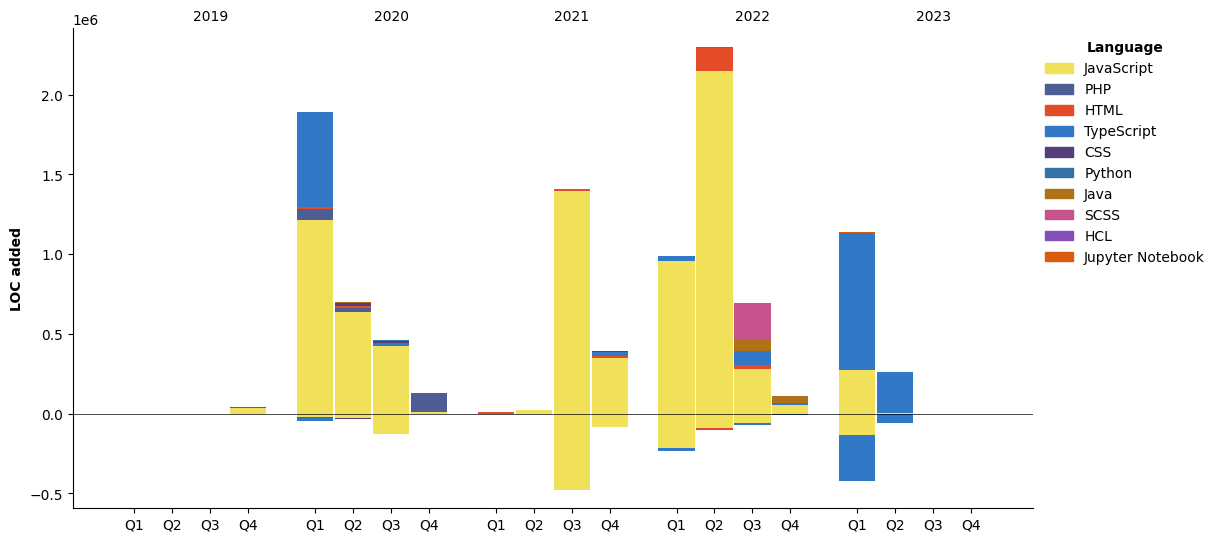 1e6
2019 2020 2021 2022 2023
Language
JavaScript
PHP
HTML
TypeScript
CSS
Python
Java
SCSS
HCL
Jupyter Notebook
LOC added
2.0
1.5
1.0
0.5
0.0
−0.5
Q1 Q2 Q3 Q4 Q1 Q2 Q3 Q4 Q1 Q2 Q3 Q4 Q1 Q2 Q3 Q4 Q1 Q2 Q3 Q4